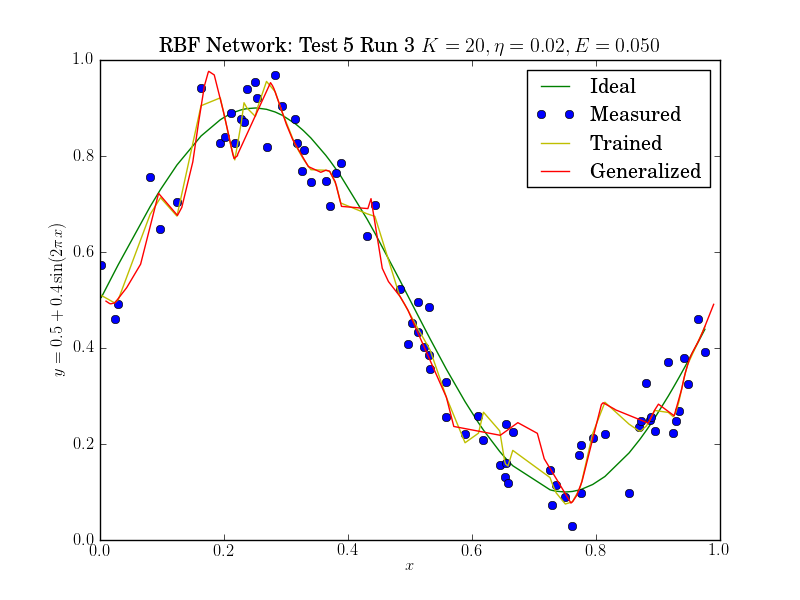 RBF Network: Test 5 Run 3 K = 20, η = 0.02, E = 0.050
1.0
0.8
0.6
0.4
0.2
0.0
y = 0.5 + 0.4 sin(2πx)
Ideal
Measured
Trained
Generalized
0.0 0.2 0.4 0.6 0.8 1.0
x